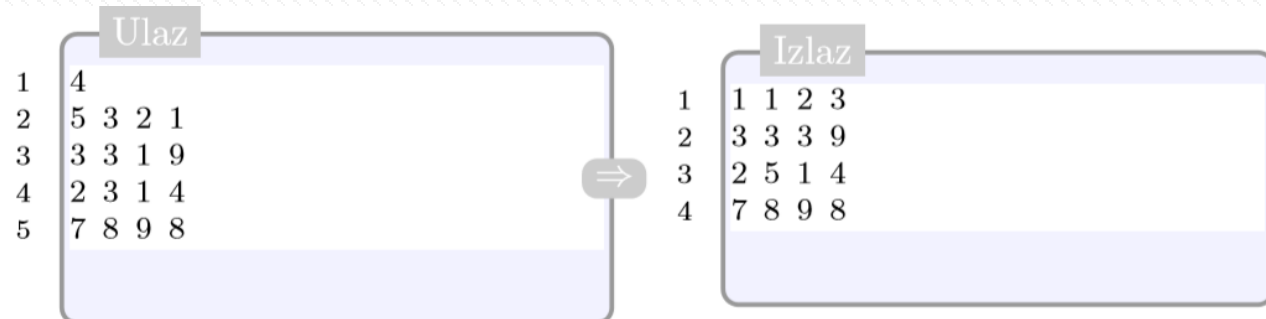 Ulaz
1 4
2 5 3 2 1
3 3 3 1 9
4 2 3 1 4
5 7 8 9 8
⇒
Izlaz
1 1 1 2 3
2 3 3 3 9
3 2 5 1 4
4 7 8 9 8